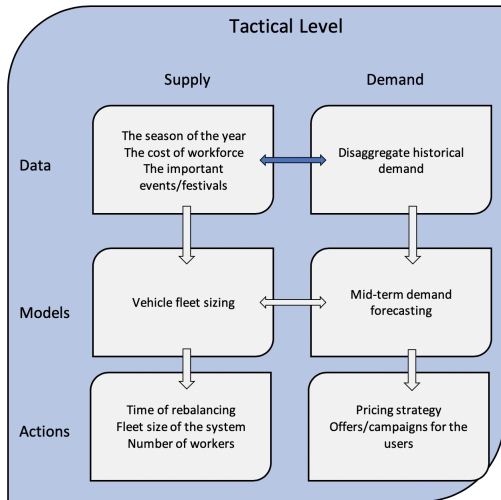 Tactical Level
Supply
Demand
Data
The season of the year
The cost of workforce
The important
events/festivals
Disaggregate historical
demand
Models
Vehicle fleet sizing
Mid-term demand
forecasting
Actions
Time of rebalancing
Fleet size of the system
Number of workers
Pricing strategy
Offers/campaigns for the
users